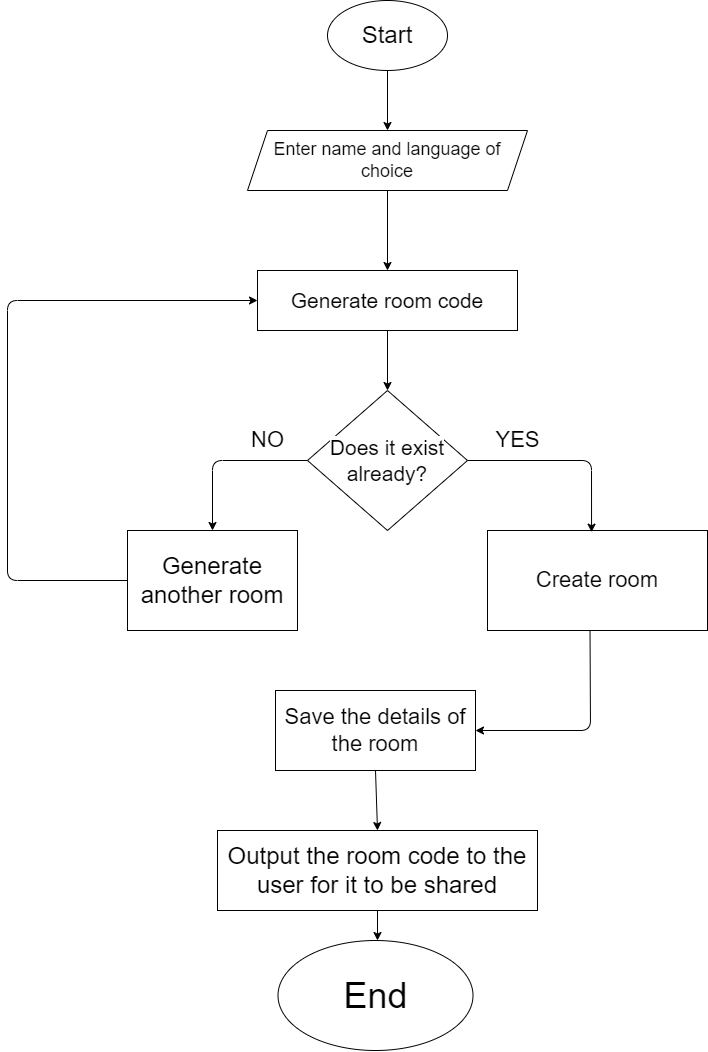 Start
Enter name and language of
choice
Generate room code
Does it exist
already?
NO
YES
Generate
another room
Create room
Save the details of
the room
Output the room code to the
user for it to be shared
End